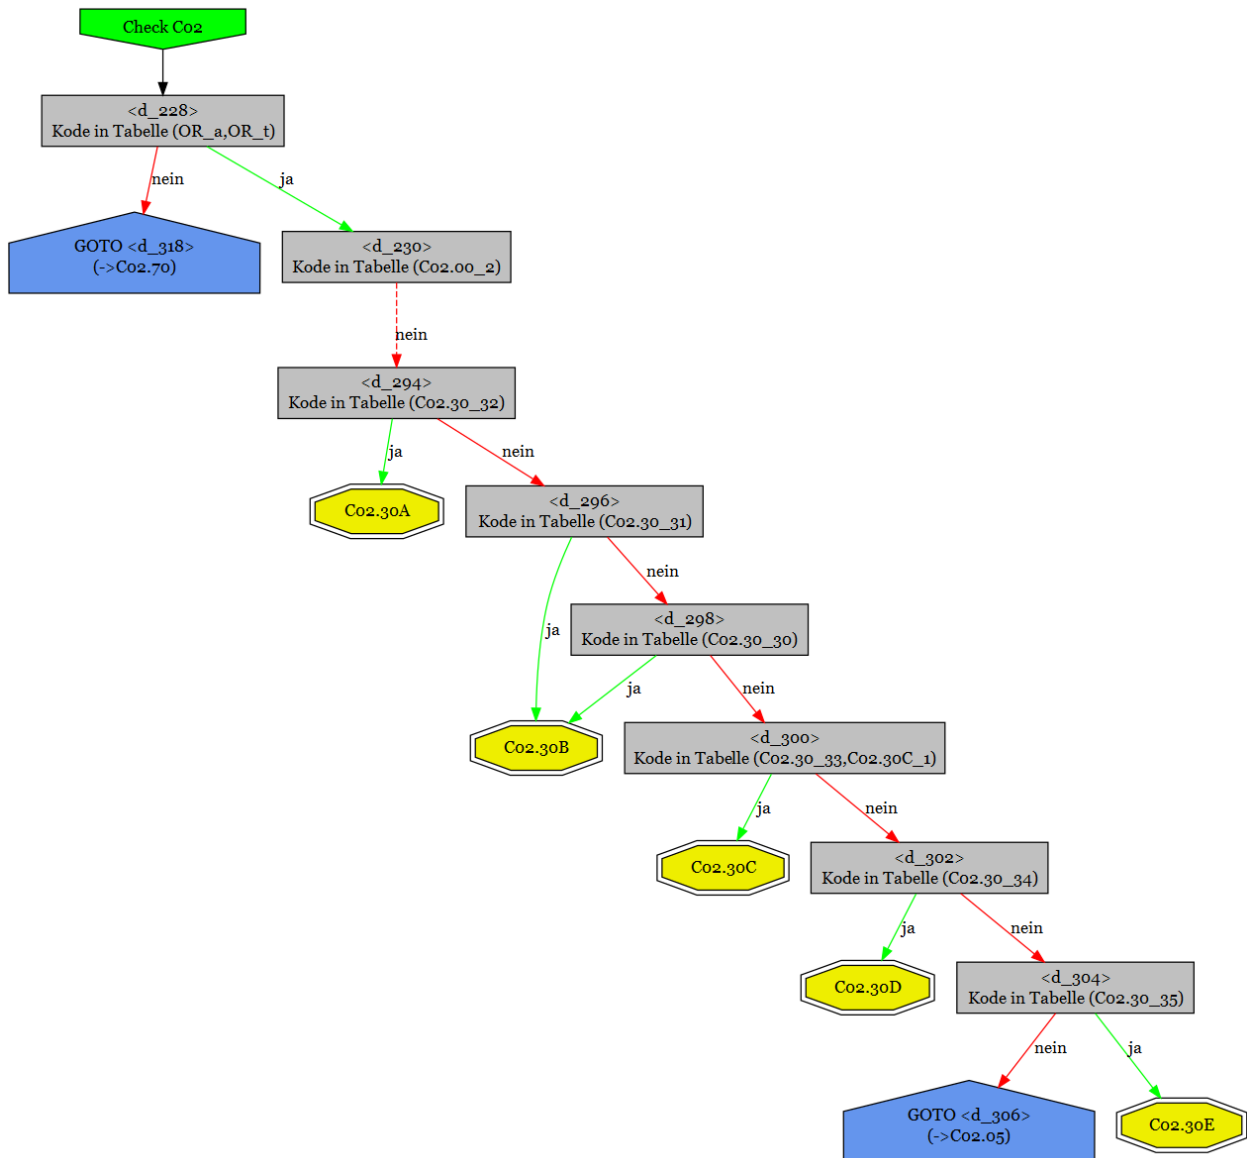 Check C02
<d_228>
Kode in Tabelle (OR_a,OR_t)
nein
ja
GOTO <d_318>
(->C02.70)
<d_230>
Kode in Tabelle (C02.00_2)
nein
<d_294>
Kode in Tabelle (C02.30_32)
ja
nein
C02.30A
<d_296>
Kode in Tabelle (C02.30_31)
nein
ja
<d_298>
Kode in Tabelle (C02.30_30)
ja
nein
C02.30B
<d_300>
Kode in Tabelle (C02.30_33,C02.30C_1)
ja
nein
C02.30C
<d_302>
Kode in Tabelle (C02.30_34)
ja
nein
C02.30D
<d_304>
Kode in Tabelle (C02.30_35)
nein
ja
GOTO <d_306>
(->C02.05)
C02.30E